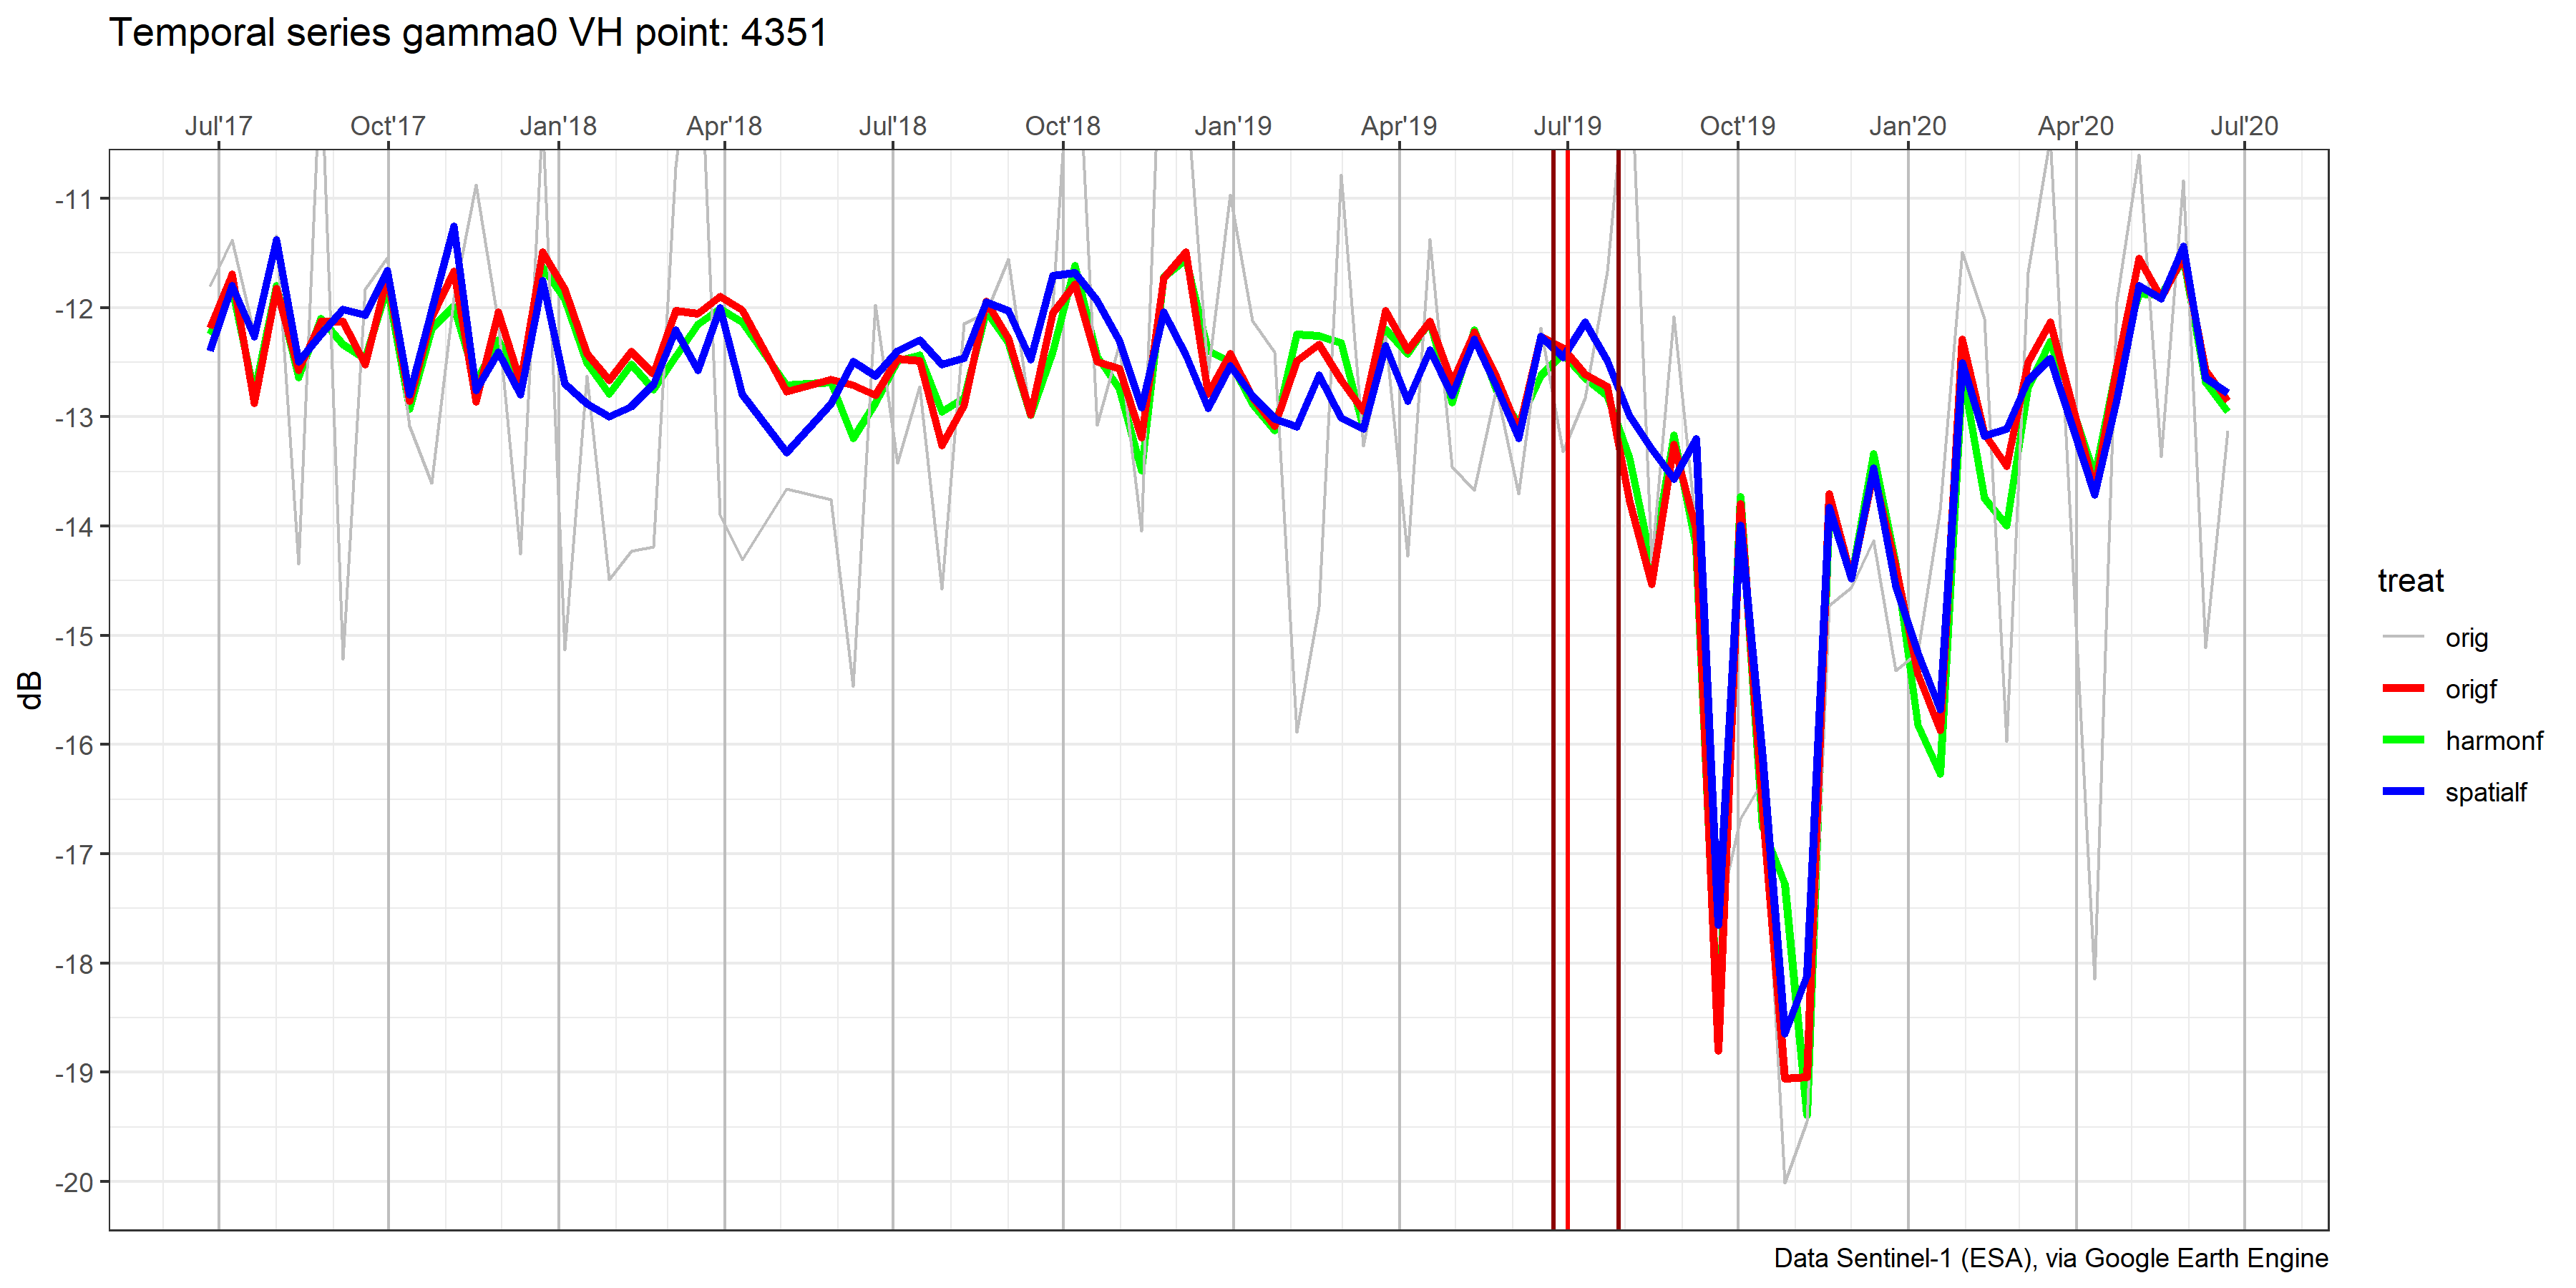 Temporal series gamma0 VH point: 4351
Jul'17 Oct'17 Jan'18 Apr'18 Jul'18 Oct'18 Jan'19 Apr'19 Jul'19 Oct'19 Jan'20 Apr'20 Jul'20
-11
-12
-13
-14
-15
-16
-17
-18
-19
-20
dB
treat
orig
origf
harmonf
spatialf
Data Sentinel-1 (ESA), via Google Earth Engine